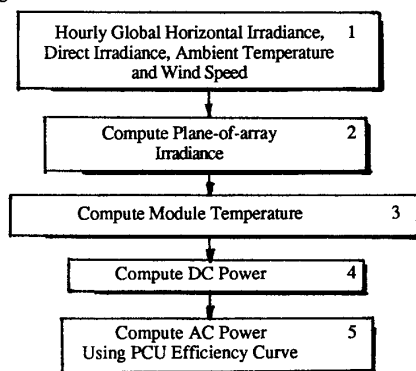 Hourly Global Horizontal Irradiance, 1
Direct Irradiance, Ambient Temperature
and Wind Speed
Compute Plane-of-array 2
Irradiance
Compute Module Temperature 3
Compute DC Power 4
Compute AC Power 5
Using PCU Efficiency Curve